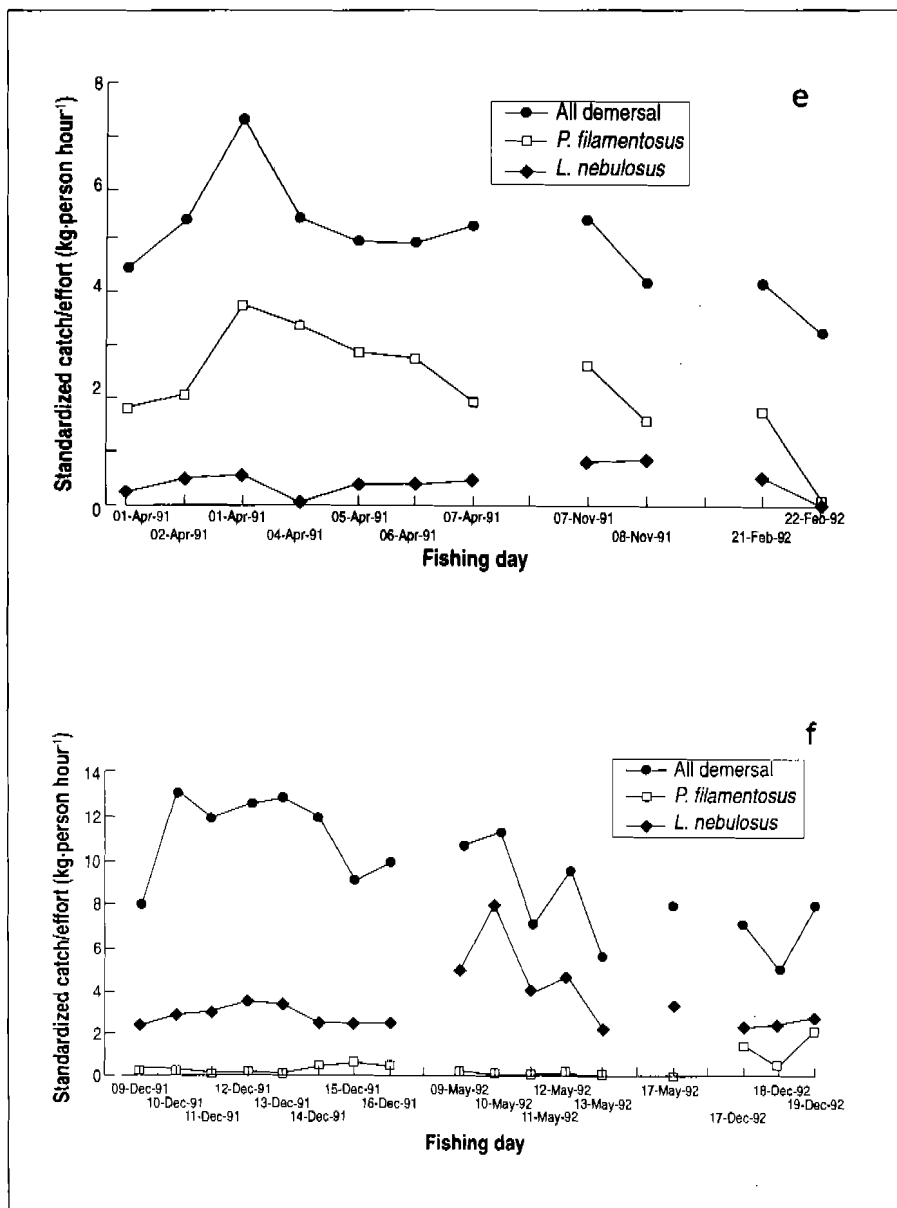 e
8
6
4
2
0
Standardized catch/effort (kg·person hour⁻¹)
All demersal
P. filamentosus
L. nebulosus
01-Apr-91
02-Apr-91
01-Apr-91
04-Apr-91
05-Apr-91
06-Apr-91
07-Apr-91
07-Nov-91
08-Nov-91
21-Feb-92
22-Feb-92
Fishing day
f
14
12
10
8
6
4
2
0
Standardized catch/effort (kg·person hour⁻¹)
All demersal
P. filamentosus
L. nebulosus
09-Dec-91
10-Dec-91
11-Dec-91
12-Dec-91
13-Dec-91
14-Dec-91
15-Dec-91
16-Dec-91
09-May-92
10-May-92
11-May-92
12-May-92
13-May-92
17-May-92
17-Dec-92
18-Dec-92
19-Dec-92
Fishing day